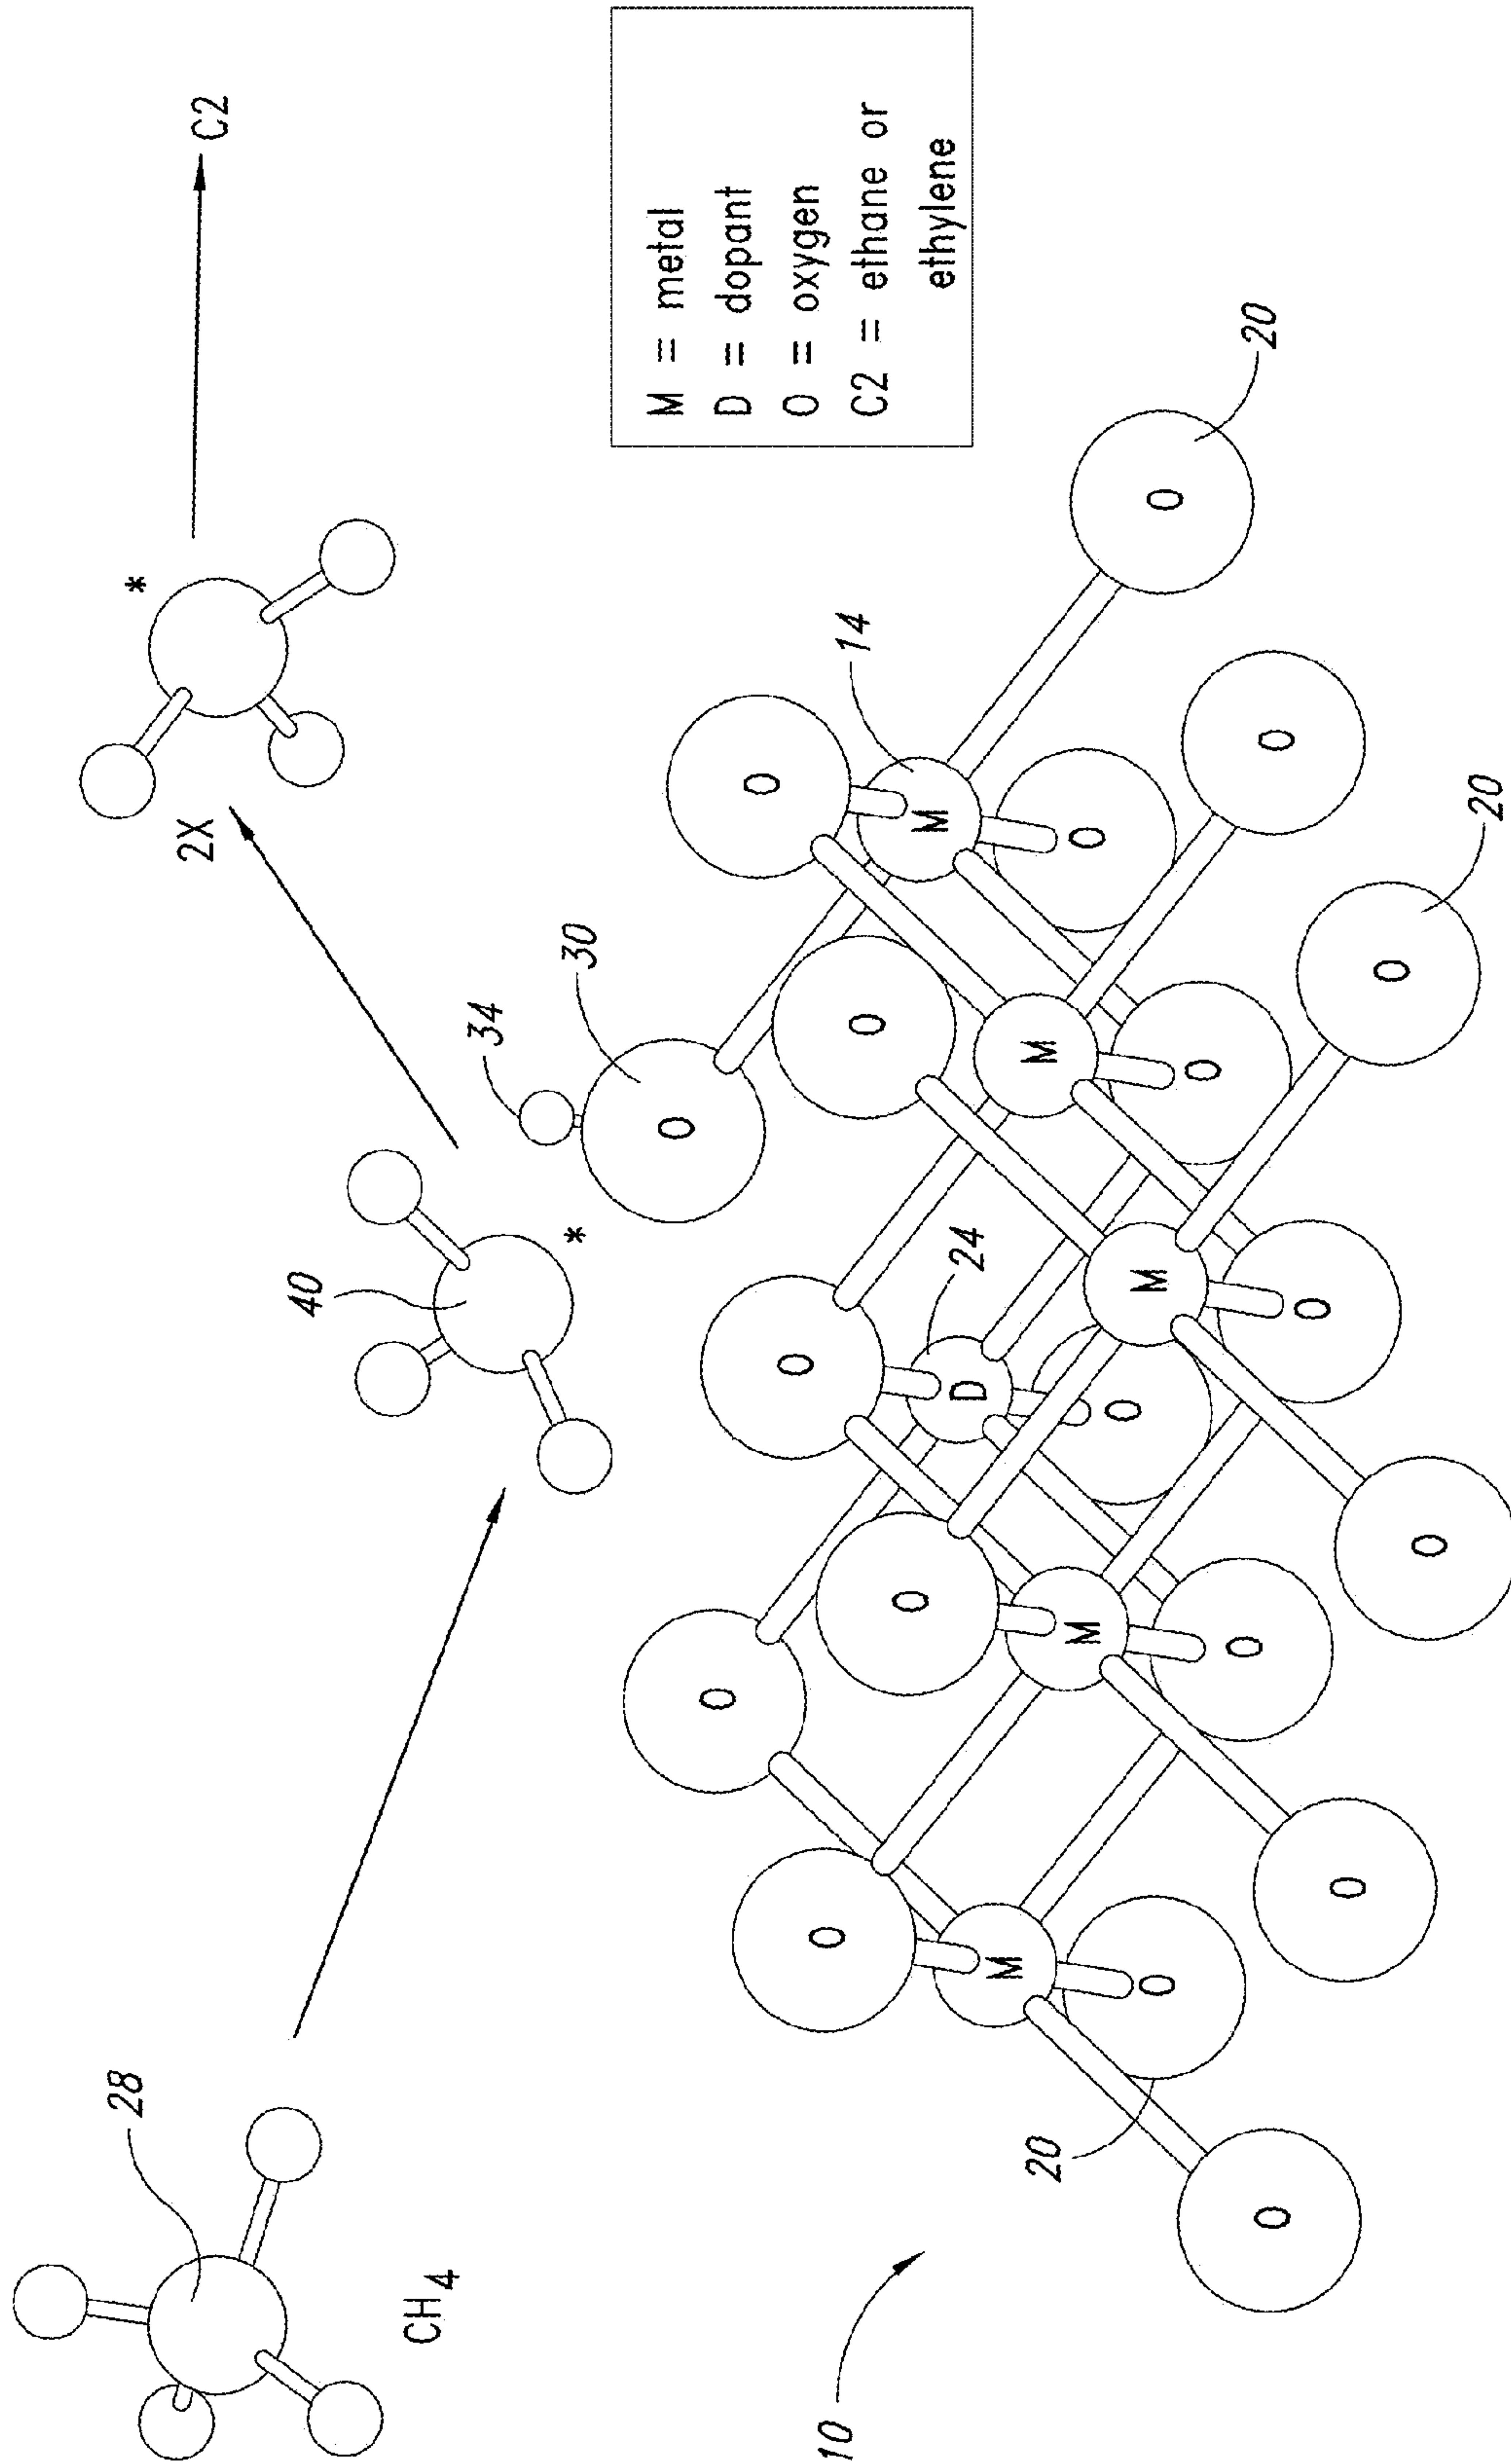 28
*
2X
C2
40
CH4
34
*
30
M = metal
D = dopant
O = oxygen
C2 = ethane or
ethylene
O
O
O
O
O
10
14
O
O
M
24
D
M
M
20
M
O
O
M
O
O
O
O
20
O
O
O
O
O
O
20